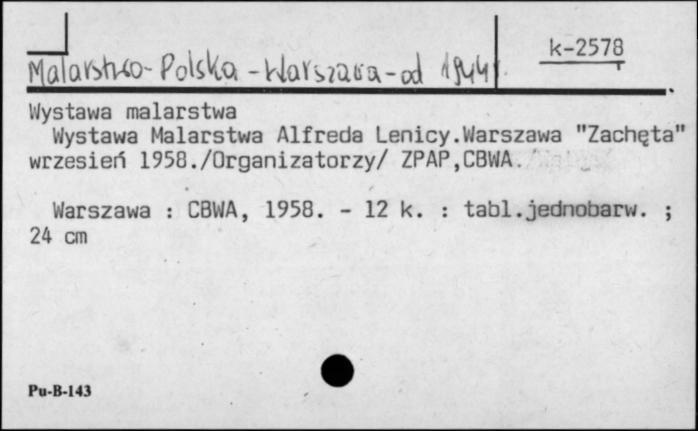 k-2578
Malarstwo-Polska-Warszawa-od 1944r.
Wystawa malarstwa
Wystawa Malarstwa Alfreda Lenicy.Warszawa "Zachęta"
wrzesień 1958./Organizatorzy/ ZPAP,CBWA.
Warszawa : CBWA, 1958. - 12 k. : tabl.jednobarw. ;
24 cm
Pu-B-143